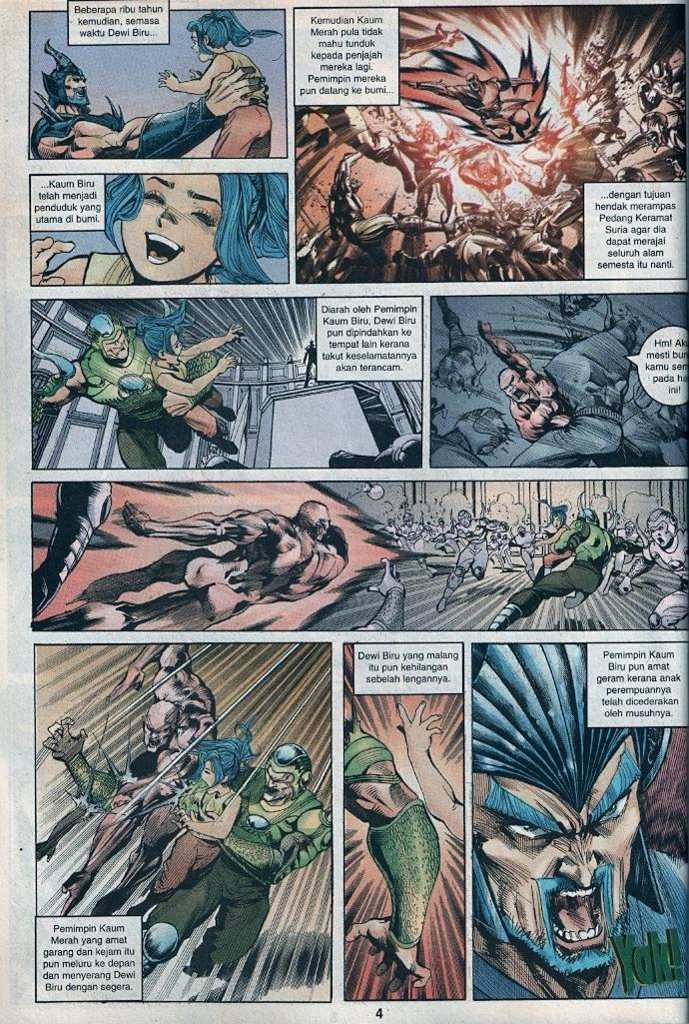 Beberapa ribu tahun
kemudian, semasa
waktu Dewi Biru...
Kemudian Kaum
Merah pula tidak
mahu tunduk
kepada penjajah
mereka lagi.
Pemimpin mereka
pun datang ke bumi...
...Kaum Biru
telah menjadi
penduduk yang
utama di bumi.
...dengan tujuan
hendak merampas
Pedang Keramat
Suria agar dia
dapat merajai
seluruh alam
semesta itu nanti.
Diarah oleh Pemimpin
Kaum Biru, Dewi Biru
pun dipindahkan ke
tempat lain kerana
takut keselamatannya
akan terancam.
Hm! Ak
mesti bun
kamu sem
pada ha
ini!
Pemimpin Kaum
Merah yang amat
garang dan kejam itu
pun meluru ke depan
dan menyerang Dewi
Biru dengan segera.
Dewi Biru yang malang
itu pun kehilangan
sebelah lengannya.
Pemimpin Kaum
Biru pun amat
geram kerana anak
perempuannya
telah dicederakan
oleh musuhnya.
YUH!
4